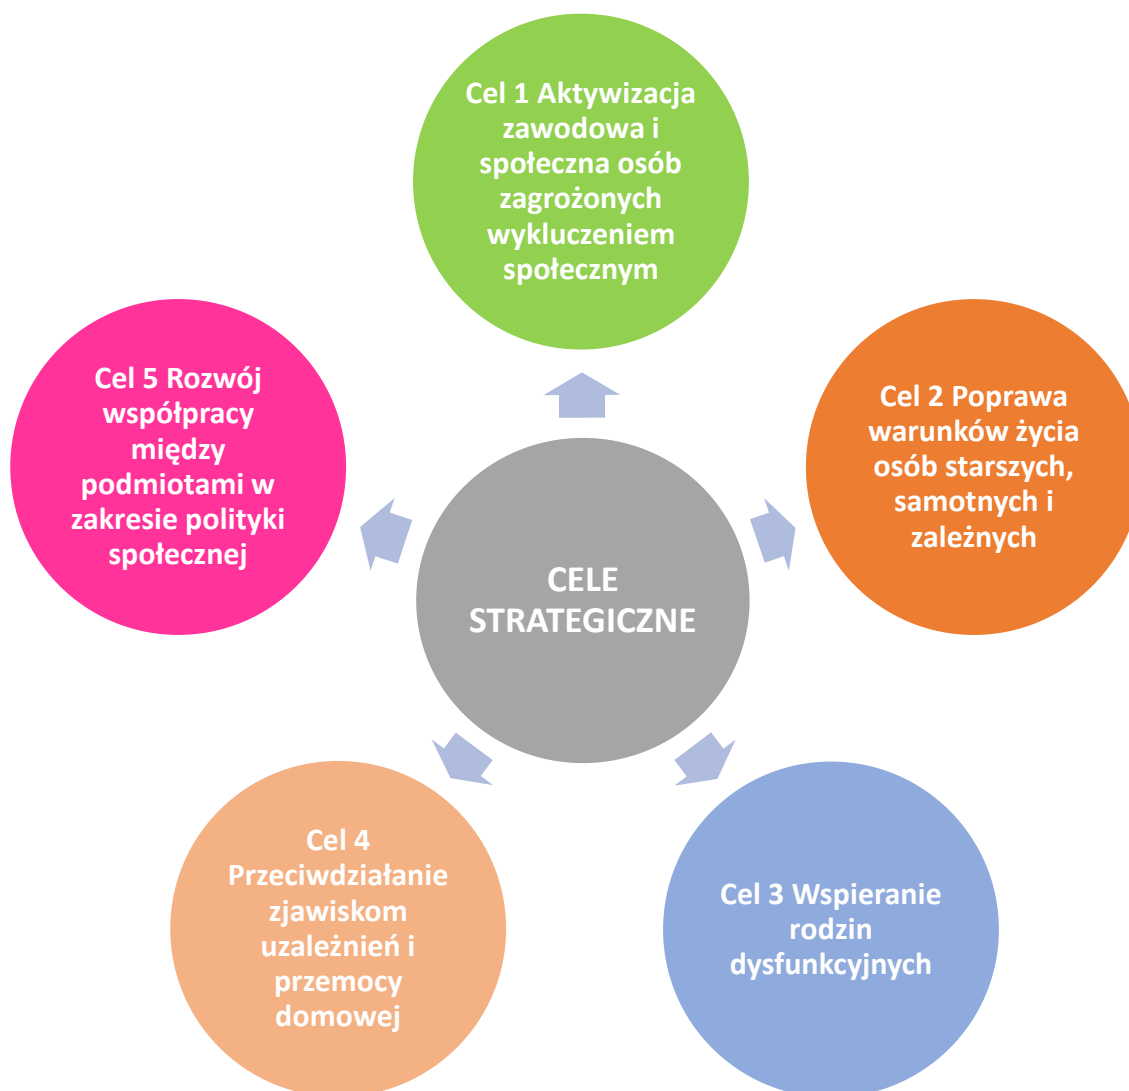 Cel 1 Aktywizacja
zawodowa i
społeczna osób
zagrożonych
wykluczeniem
społecznym
Cel 2 Poprawa
warunków życia
osób starszych,
samotnych i
zależnych
Cel 3 Wspieranie
rodzin
dysfunkcyjnych
Cel 4
Przeciwdziałanie
zjawiskom
uzależnień i
przemocy
domowej
Cel 5 Rozwój
współpracy
między
podmiotami w
zakresie polityki
społecznej
CELE
STRATEGICZNE